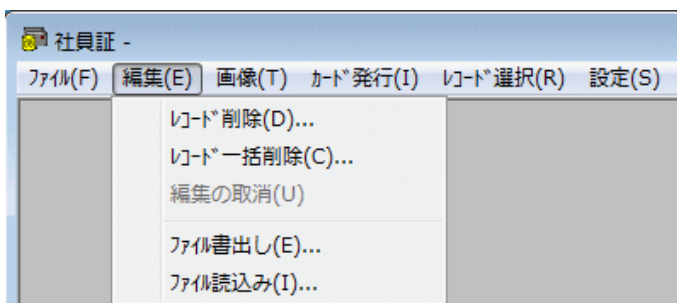 社員証 -
ﾌｧｲﾙ(F) 編集(E) 画像(T) ｶｰﾄﾞ発行(I) ﾚｺｰﾄﾞ選択(R) 設定(S)
ﾚｺｰﾄﾞ削除(D)...
ﾚｺｰﾄﾞ一括削除(C)...
編集の取消(U)
ﾌｧｲﾙ書出し(E)...
ﾌｧｲﾙ読込み(I)...